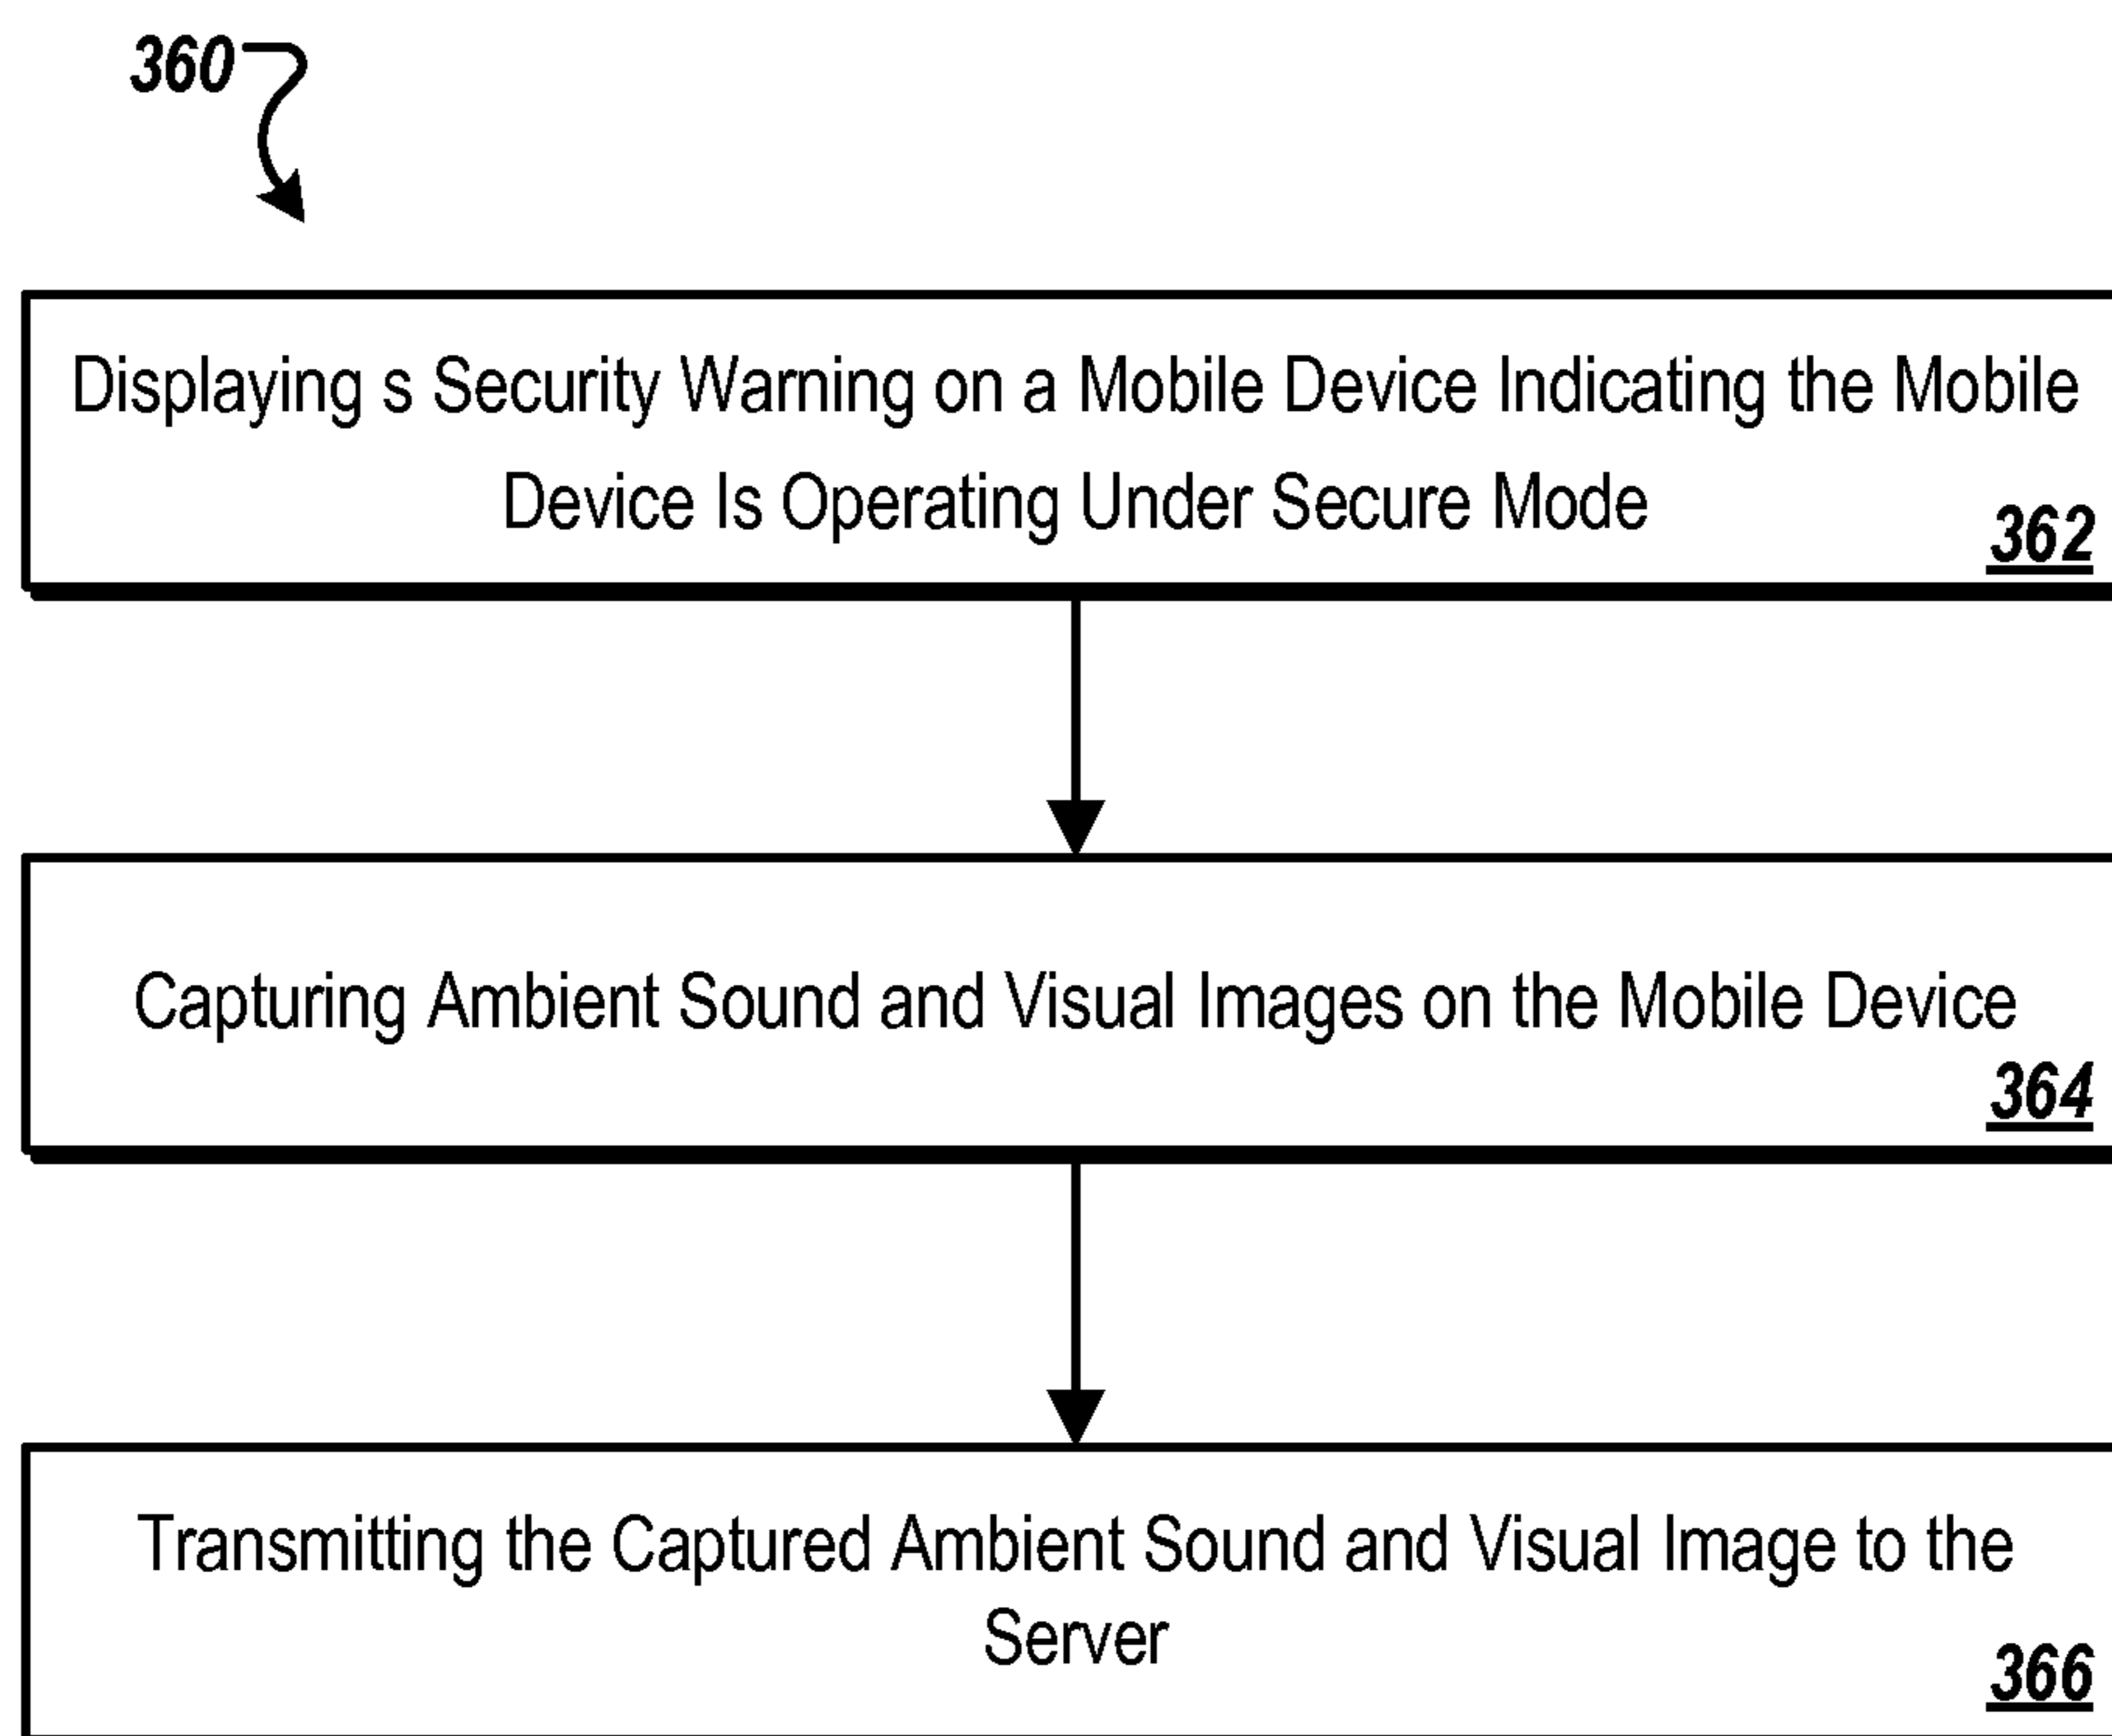 360
Displaying s Security Warning on a Mobile Device Indicating the Mobile
Device Is Operating Under Secure Mode
362
Capturing Ambient Sound and Visual Images on the Mobile Device
364
Transmitting the Captured Ambient Sound and Visual Image to the
Server
366